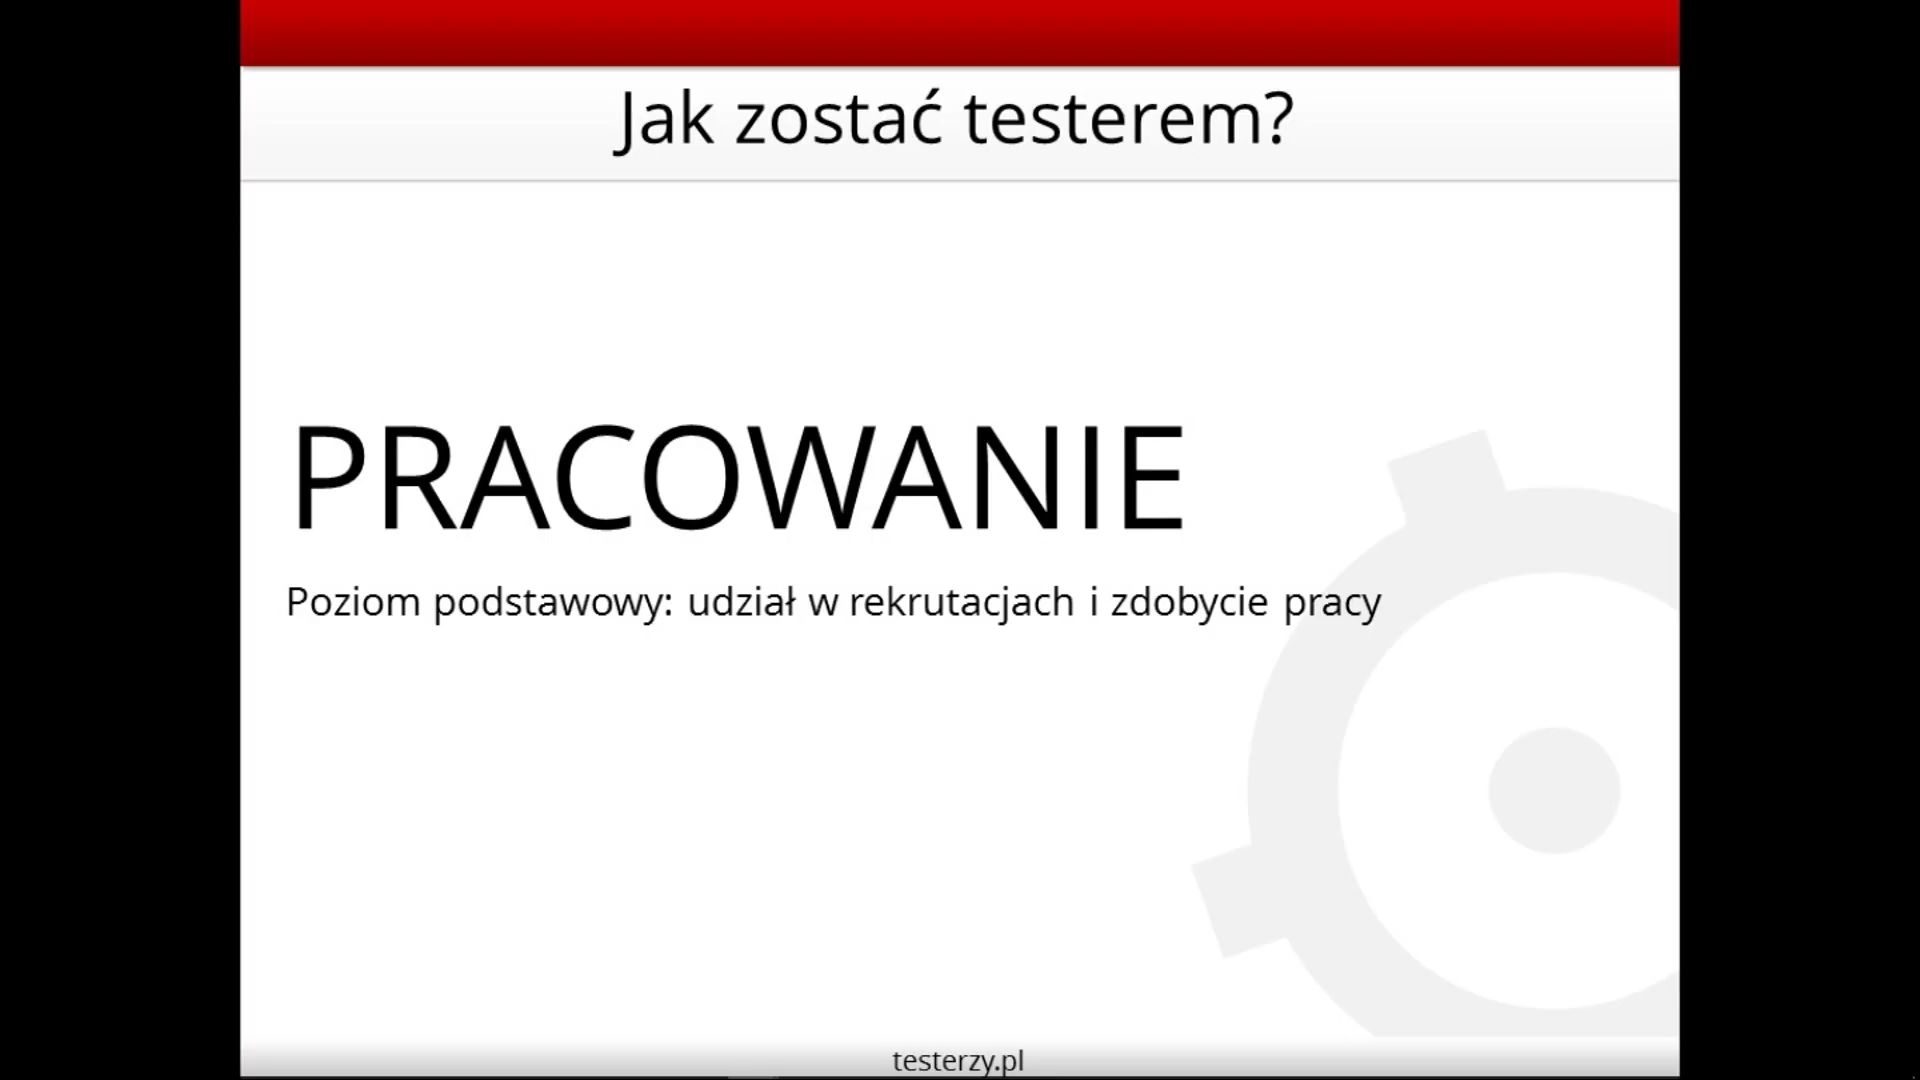 Jak zostać testerem?
PRACOWANIE
Poziom podstawowy: udział w rekrutacjach i zdobycie pracy
testerzy.pl